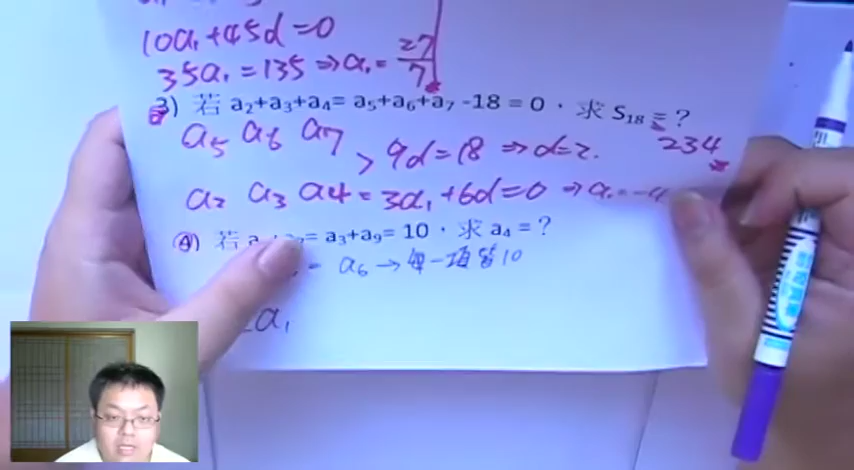 10a₁+45d=0
35a₁=135⇒a₁=27/7
3) 若 a₂+a₃+a₄= a₅+a₆+a₇ -18 = 0，求 S₁₈ = ?
234
a₅ a₆ a₇ > 9d=18 ⇒d=2.
a₂ a₃ a4 = 3a₁+6d=0 ⇒a₁=-4
4) 若 = a₃+a₉= 10，求 a₄ = ?
= a₆ → 每一項皆10
a₁